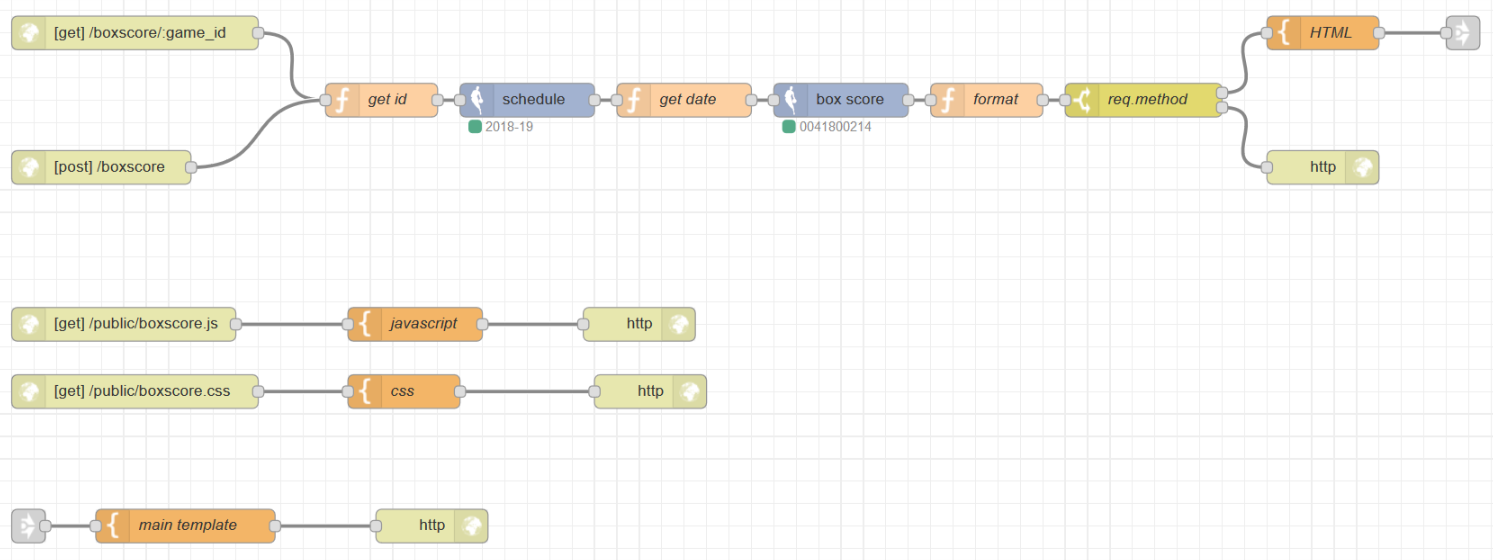 [get] /boxscore/:game_id
HTML
get id
schedule
get date
box score
format
req.method
2018-19
0041800214
[post] /boxscore
http
[get] /public/boxscore.js
javascript
http
[get] /public/boxscore.css
css
http
main template
http